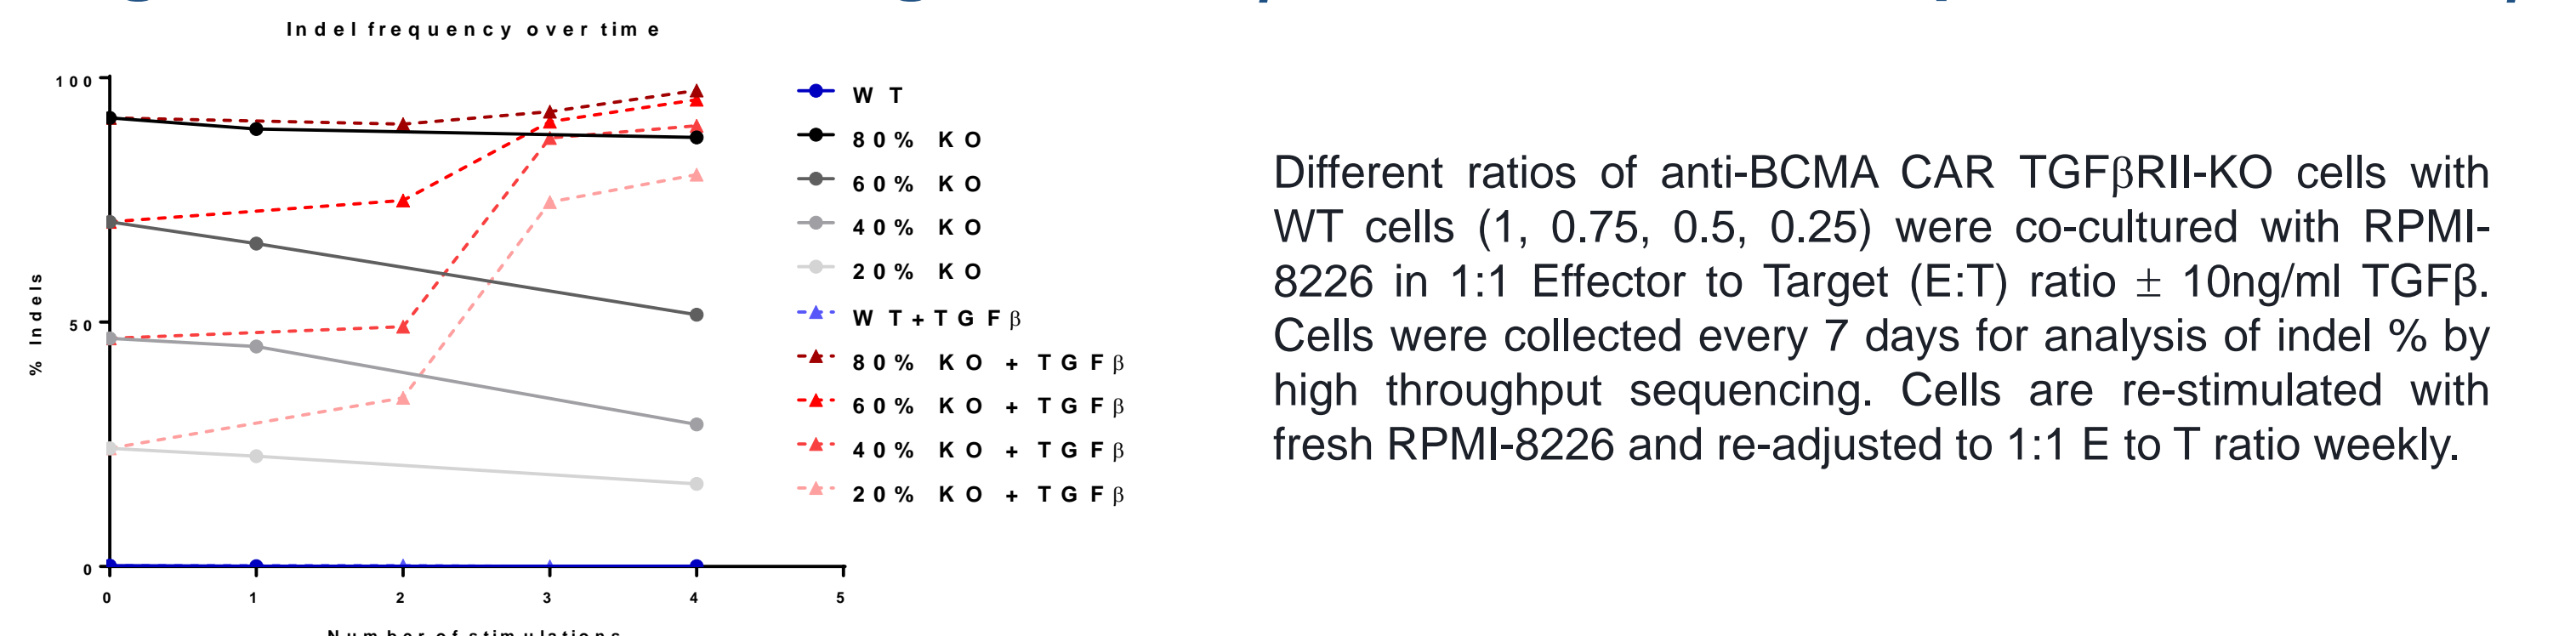 Indel frequency over time
100
50
0
% Indels
0 1 2 3 4 5
Number of stimulations
WT
80% KO
60% KO
40% KO
20% KO
WT+TGFβ
80% KO + TGFβ
60% KO + TGFβ
40% KO + TGFβ
20% KO + TGFβ
Different ratios of anti-BCMA CAR TGFβRII-KO cells with
WT cells (1, 0.75, 0.5, 0.25) were co-cultured with RPMI-
8226 in 1:1 Effector to Target (E:T) ratio ± 10ng/ml TGFβ.
Cells were collected every 7 days for analysis of indel % by
high throughput sequencing. Cells are re-stimulated with
fresh RPMI-8226 and re-adjusted to 1:1 E to T ratio weekly.